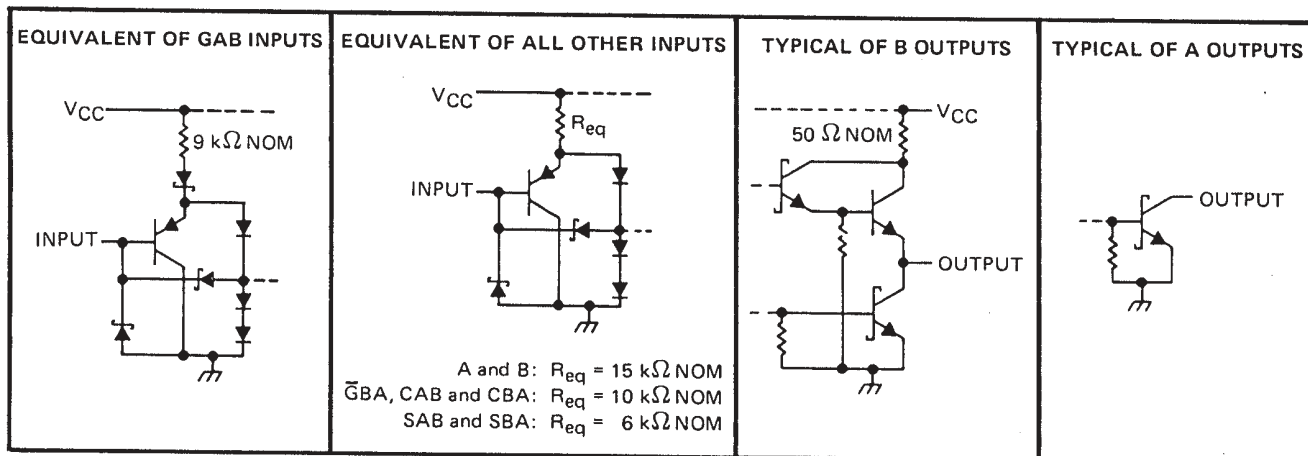 EQUIVALENT OF GAB INPUTS
VCC
9 kΩ NOM
INPUT
EQUIVALENT OF ALL OTHER INPUTS
VCC
Req
INPUT
A and B: Req = 15 kΩ NOM
G̅BA, CAB and CBA: Req = 10 kΩ NOM
SAB and SBA: Req = 6 kΩ NOM
TYPICAL OF B OUTPUTS
VCC
50 Ω NOM
OUTPUT
TYPICAL OF A OUTPUTS
OUTPUT